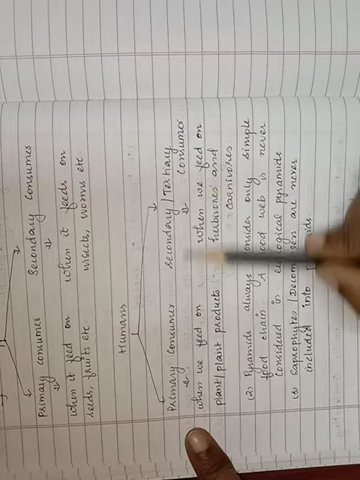 Primary consumer Secondary consumes
when it feed on when it feeds on
seeds, fruits etc insects, worms etc
Humans
Primary consumer secondary/Tertiary
consumer
when we feed on when we feed on
plant/plant products herbivores and
carnivores
(2) Pyramids always consider only simple
food chain. A food web is never
considered in ecological pyramids
(3) Saprophytes/Decomposers are never
included into